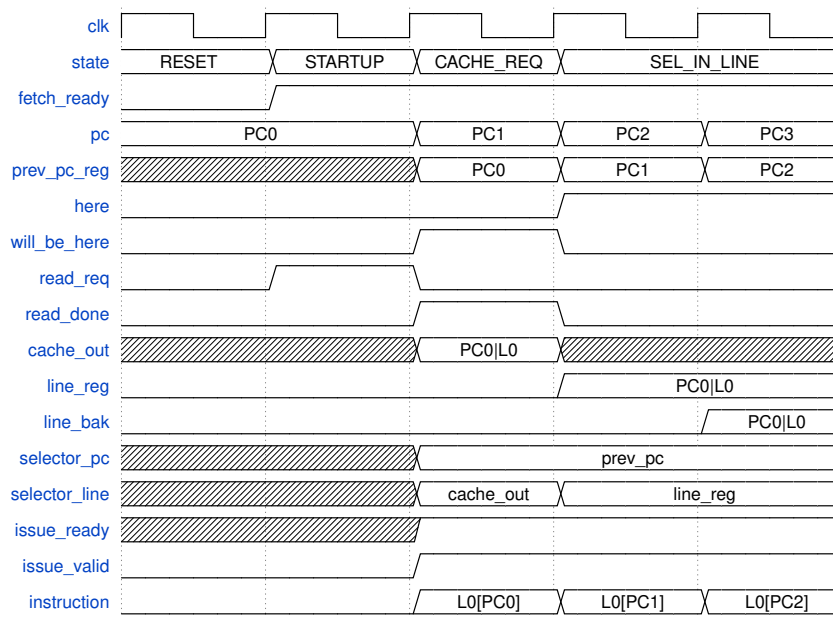 clk
state RESET STARTUP CACHE_REQ SEL_IN_LINE
fetch_ready
pc PC0 PC1 PC2 PC3
prev_pc_reg PC0 PC1 PC2
here
will_be_here
read_req
read_done
cache_out PC0|L0
line_reg PC0|L0
line_bak PC0|L0
selector_pc prev_pc
selector_line cache_out line_reg
issue_ready
issue_valid
instruction L0[PC0] L0[PC1] L0[PC2]